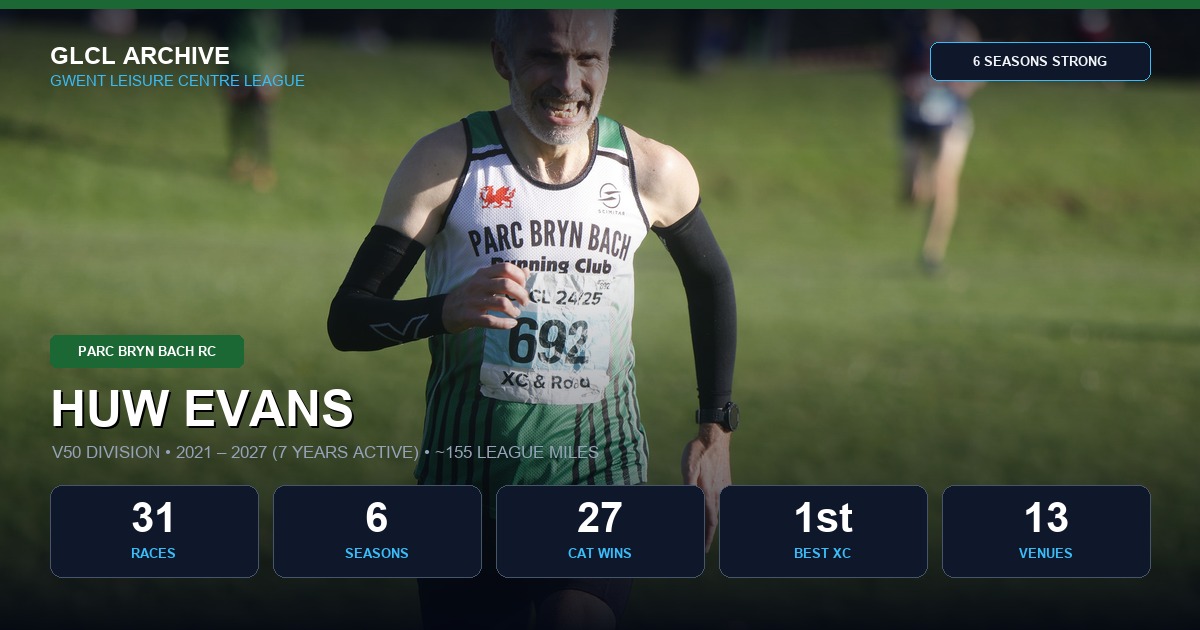 GLCL ARCHIVE
GWENT LEISURE CENTRE LEAGUE
6 SEASONS STRONG
PARC BRYN BACH
Running Club
CL 24/25
692
XC & Road
PARC BRYN BACH RC
HUW EVANS
V50 DIVISION • 2021 – 2027 (7 YEARS ACTIVE) • ~155 LEAGUE MILES
31
RACES
6
SEASONS
27
CAT WINS
1st
BEST XC
13
VENUES